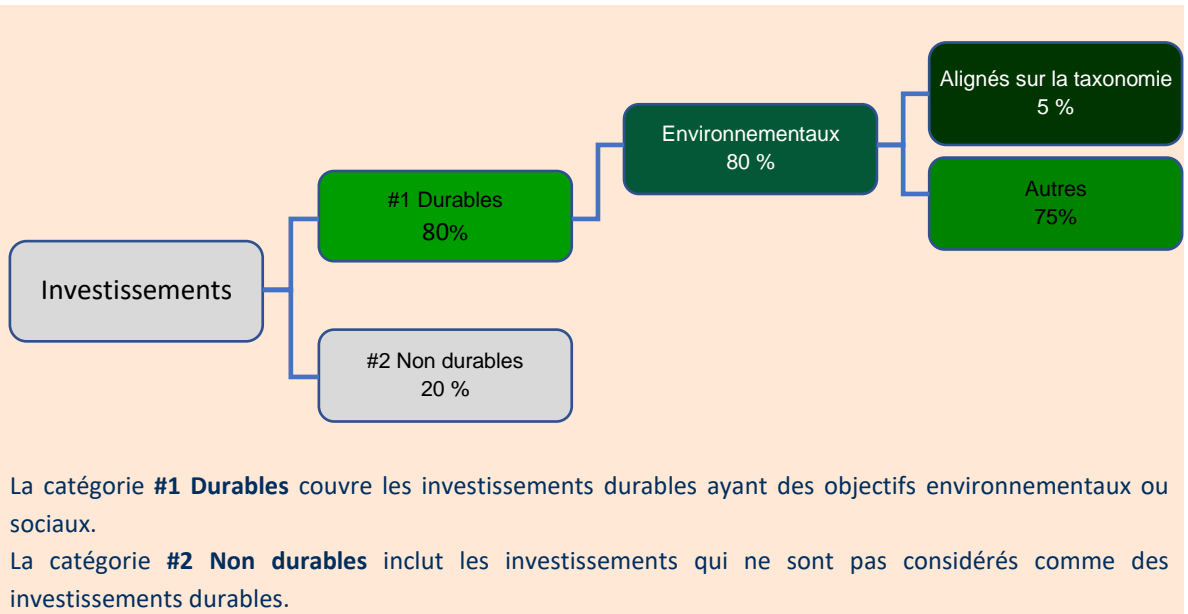 Investissements
#1 Durables
80%
#2 Non durables
20 %
Environnementaux
80 %
Alignés sur la taxonomie
5 %
Autres
75%
La catégorie #1 Durables couvre les investissements durables ayant des objectifs environnementaux ou
sociaux.
La catégorie #2 Non durables inclut les investissements qui ne sont pas considérés comme des
investissements durables.